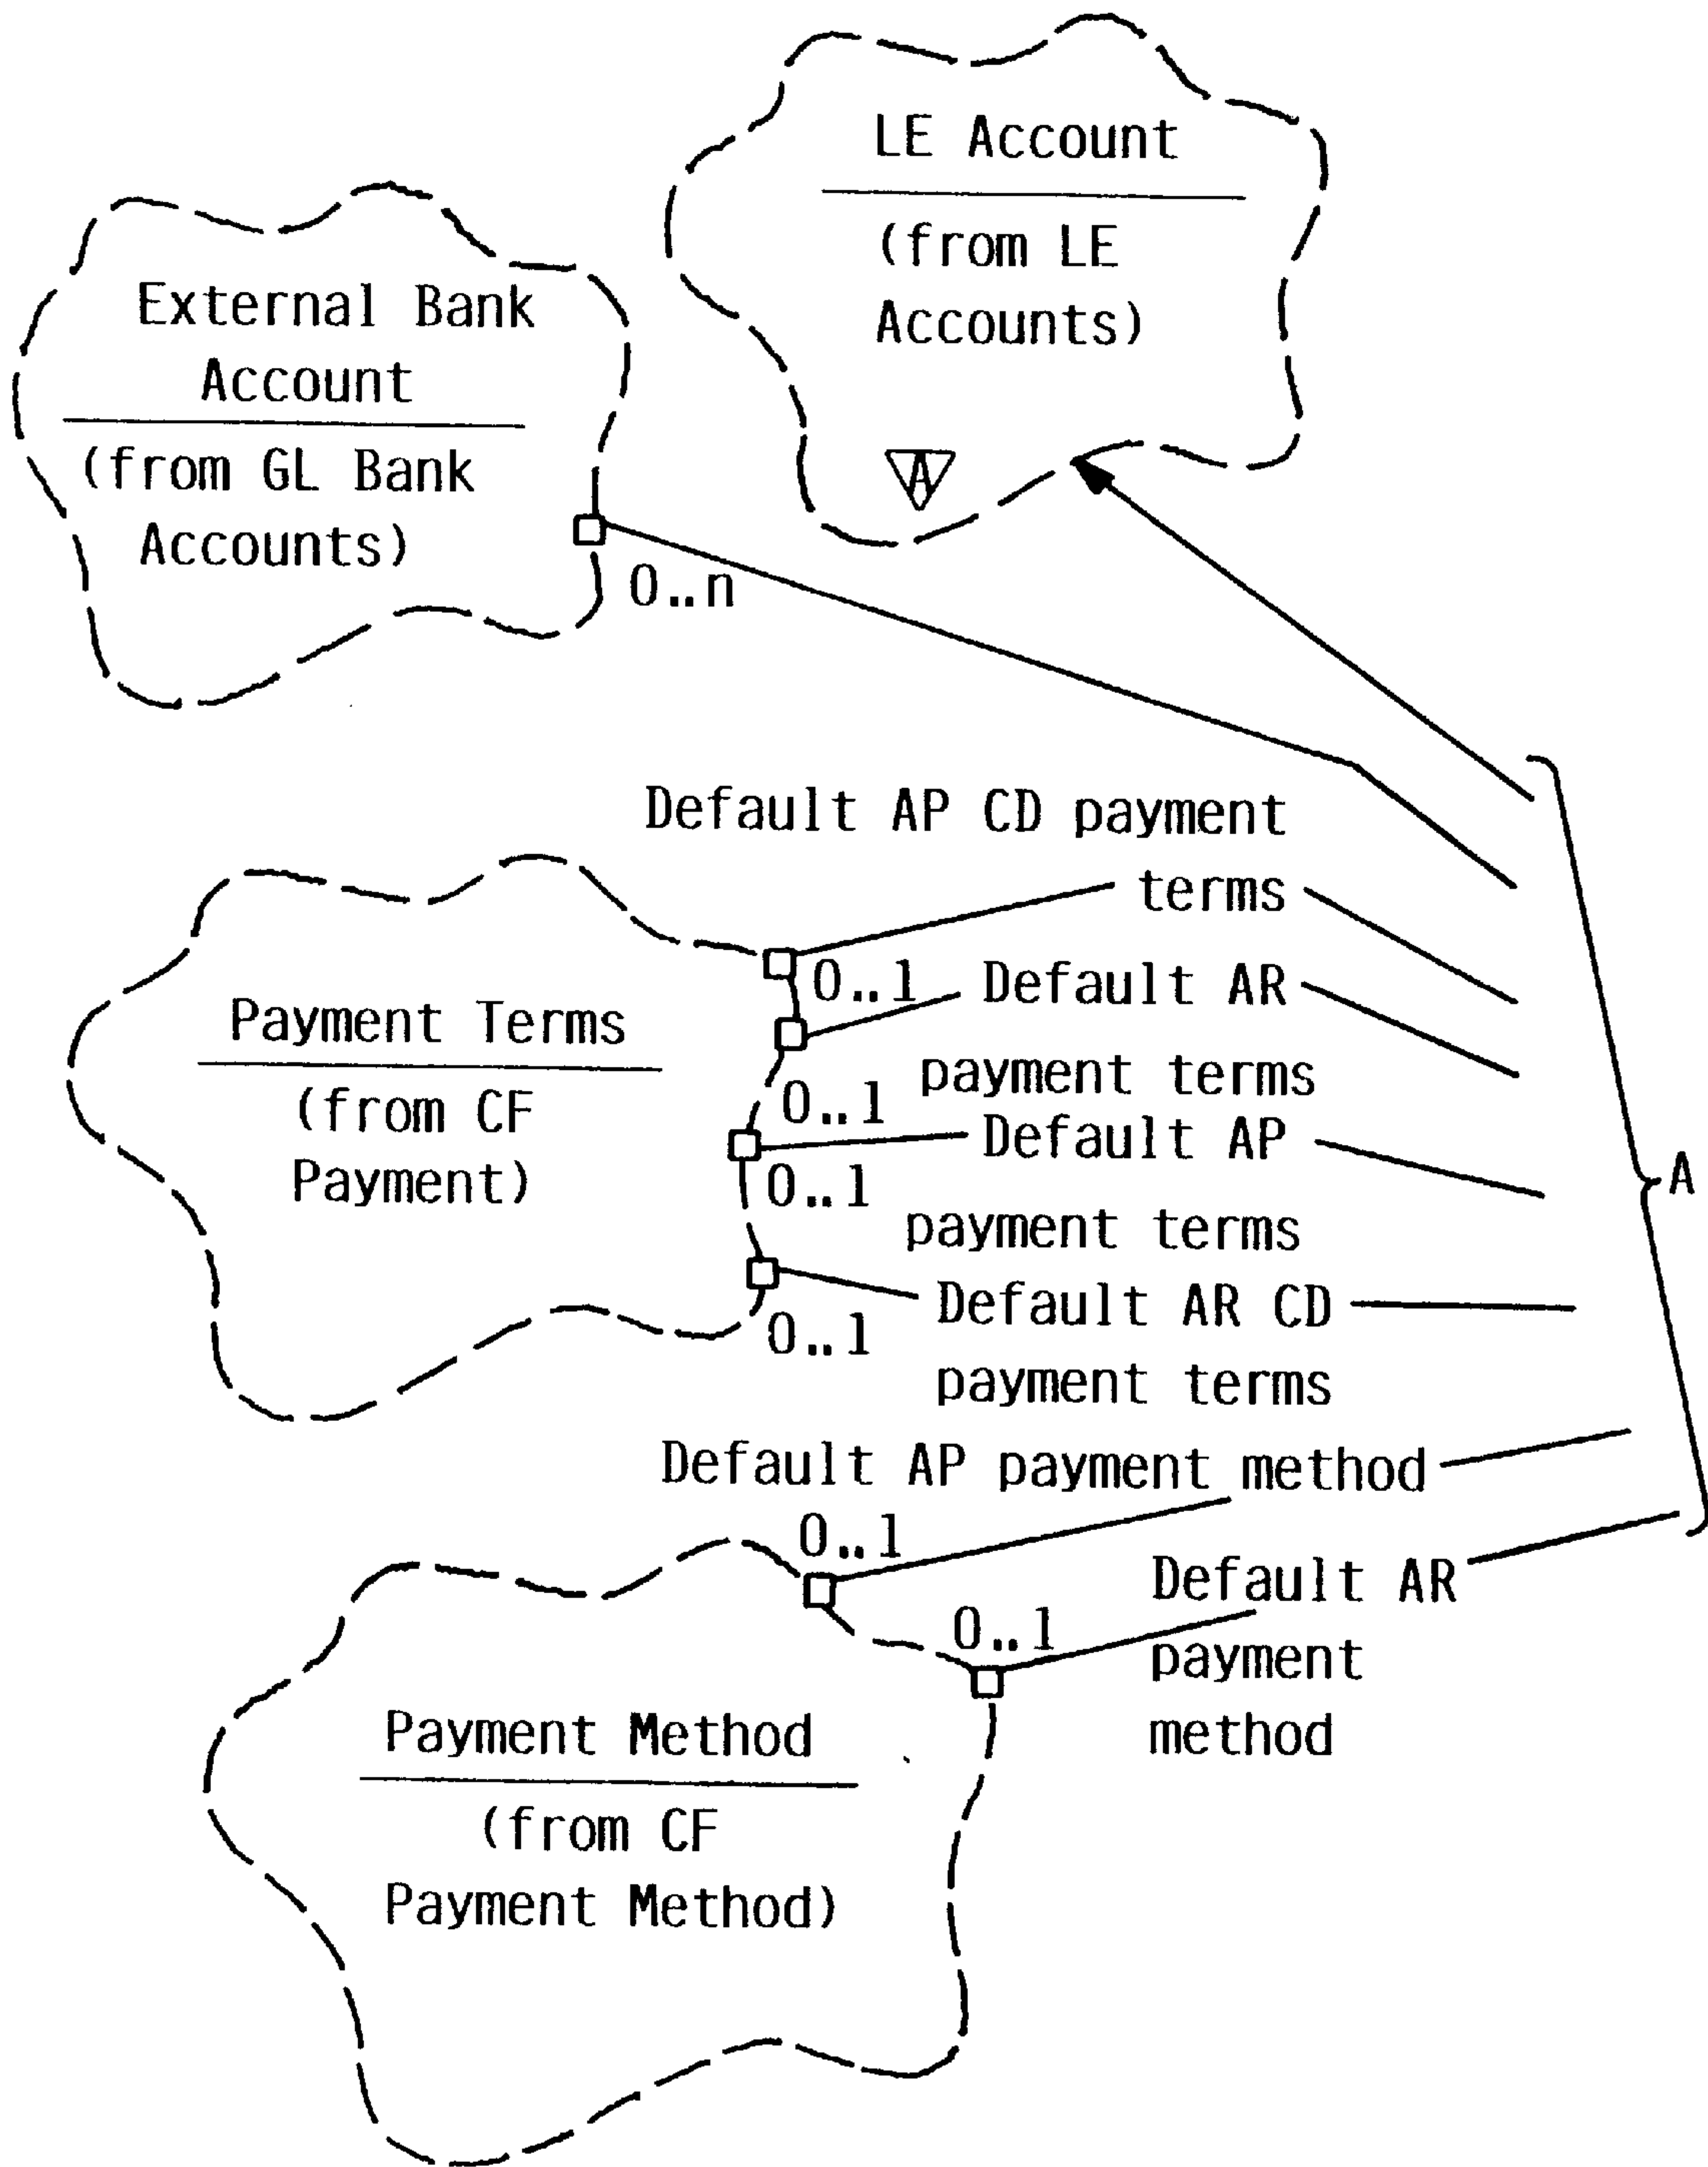 LE Account
(from LE
Accounts)
A
External Bank
Account
(from GL Bank
Accounts)
0..n
Default AP CD payment
terms
0..1
Default AR
payment terms
0..1
Default AP
0..1
payment terms
Default AR CD
0..1
payment terms
Payment Terms
(from CF
Payment)
A
Default AP payment method
0..1
Default AR
0..1
payment
method
Payment Method
(from CF
Payment Method)